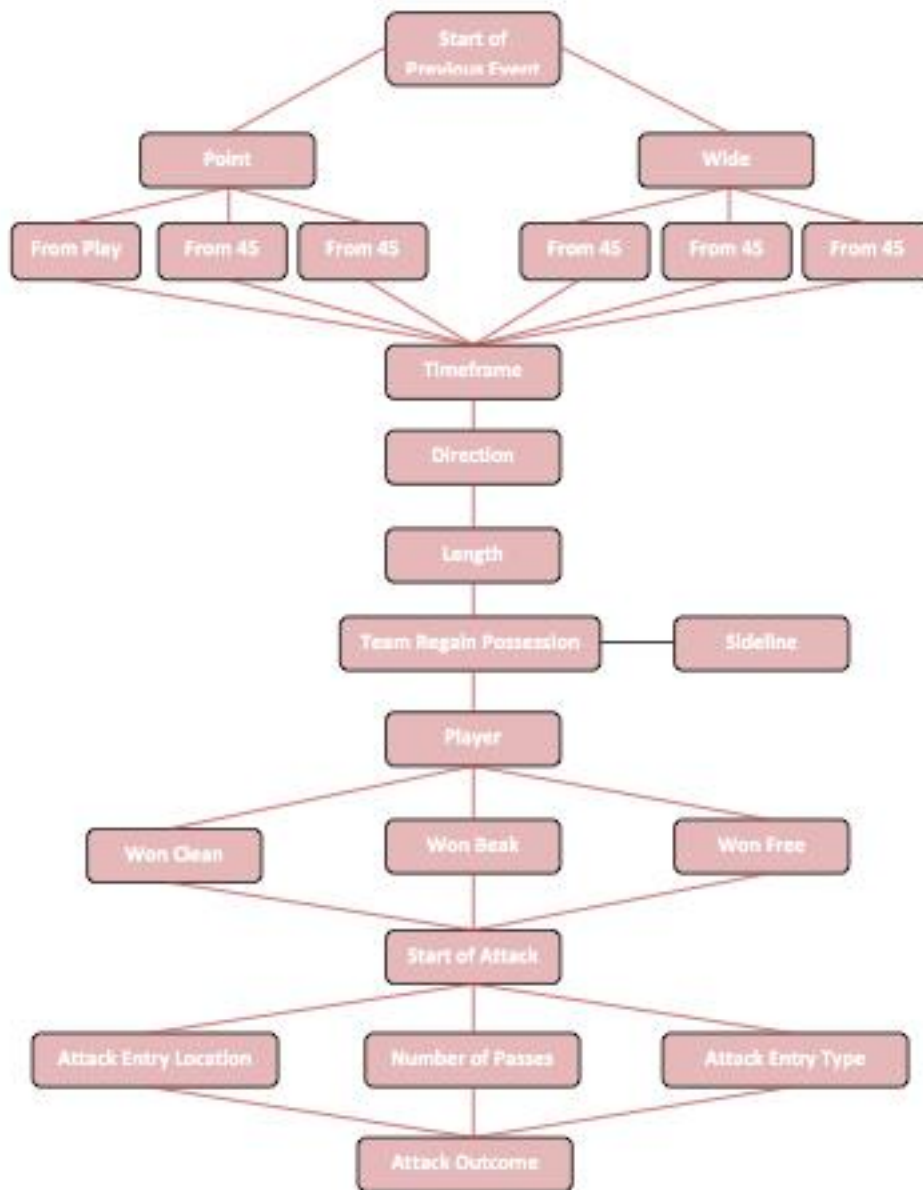 Start of
Previous Event
Point
Wide
From Play
From 45
From 45
From 45
From 45
From 45
Timeframe
Direction
Length
Team Regain Possession
Sideline
Player
Won Clean
Won Beak
Won Free
Start of Attack
Attack Entry Location
Number of Passes
Attack Entry Type
Attack Outcome